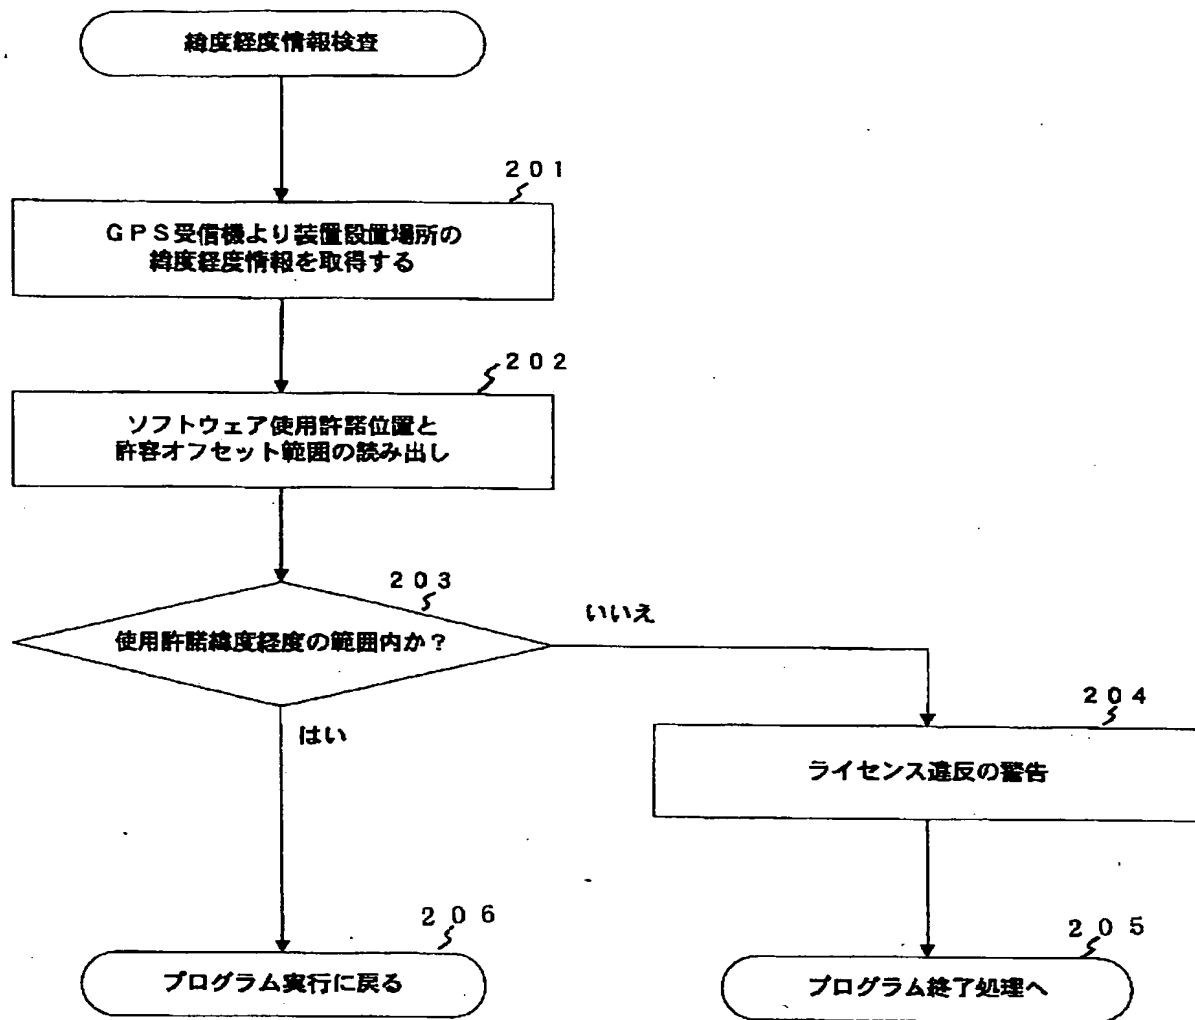 緯度経度情報検査
201
GPS受信機より装置設置場所の
緯度経度情報を取得する
202
ソフトウェア使用許諾位置と
許容オフセット範囲の読み出し
203
使用許諾緯度経度の範囲内か?
いいえ
はい
204
ライセンス違反の警告
206
プログラム実行に戻る
205
プログラム終了処理へ